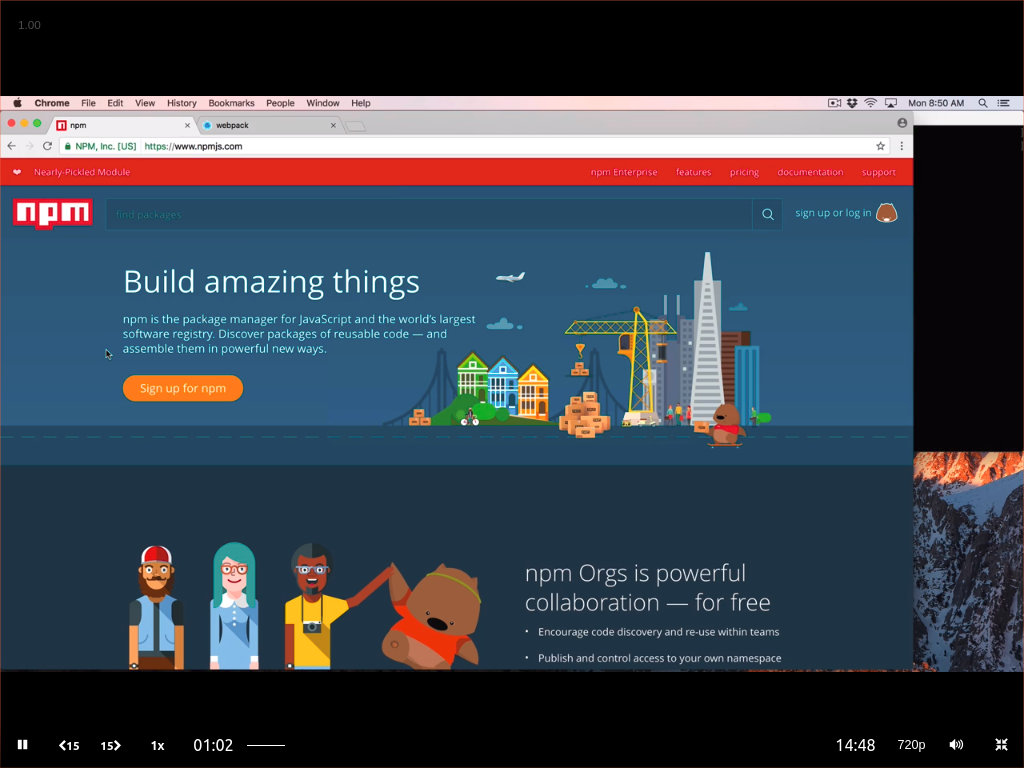 1.00
Chrome File Edit View History Bookmarks People Window Help Mon 8:50 AM
npm webpack
NPM, Inc. [US] https://www.npmjs.com
Nearly-Pickled Module npm Enterprise features pricing documentation support
npm find packages sign up or log in
Build amazing things
npm is the package manager for JavaScript and the world's largest
software registry. Discover packages of reusable code — and
assemble them in powerful new ways.
Sign up for npm
npm Orgs is powerful
collaboration — for free
• Encourage code discovery and re-use within teams
• Publish and control access to your own namespace
15 15 1x 01:02 14:48 720p